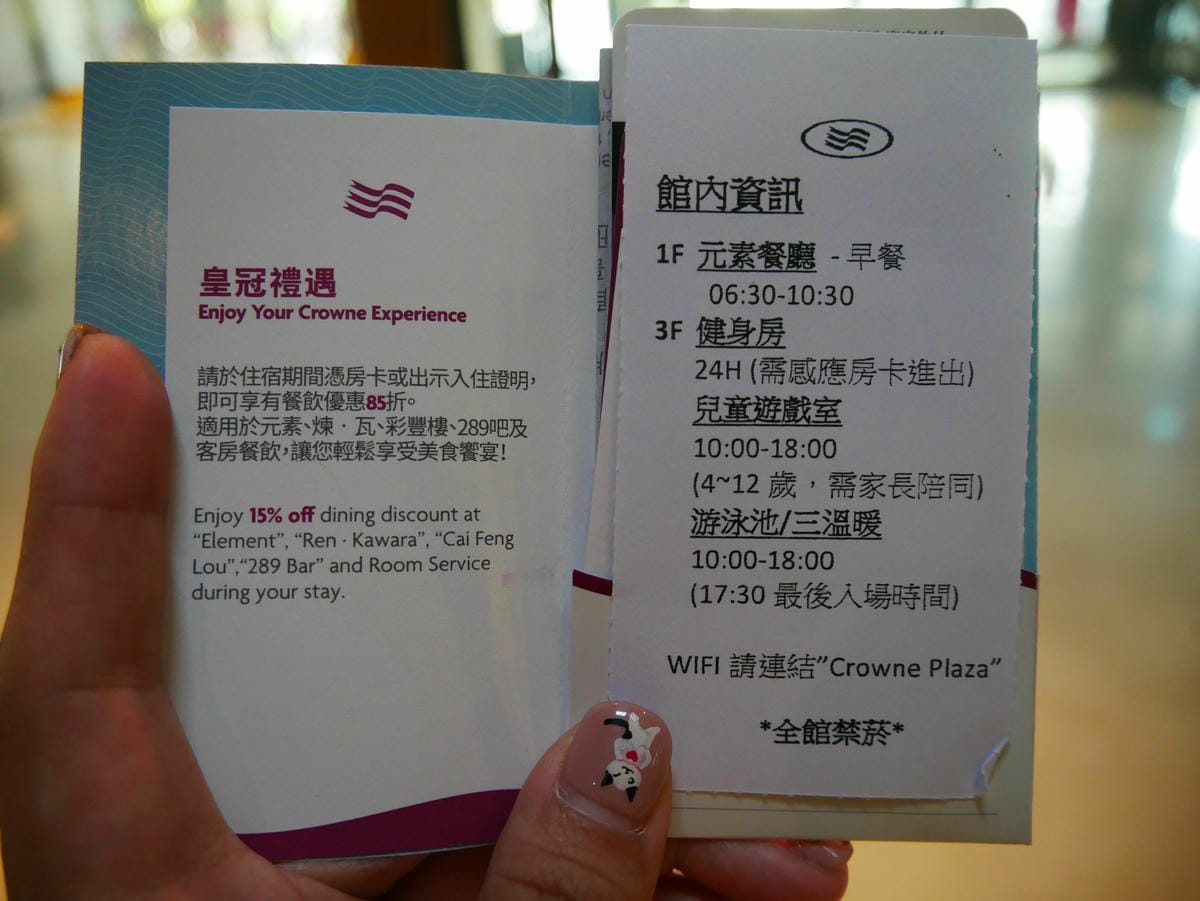 皇冠禮遇
Enjoy Your Crowne Experience
請於住宿期間憑房卡或出示入住證明,
即可享有餐飲優惠85折。
適用於元素、煉‧瓦、彩豐樓、289吧及
客房餐飲,讓您輕鬆享受美食饗宴!
Enjoy 15% off dining discount at
“Element”, “Ren · Kawara”, “Cai Feng
Lou”,“289 Bar” and Room Service
during your stay.
館內資訊
1F 元素餐廳 - 早餐
06:30-10:30
3F 健身房
24H (需感應房卡進出)
兒童遊戲室
10:00-18:00
(4~12 歲，需家長陪同)
游泳池/三溫暖
10:00-18:00
(17:30 最後入場時間)
WIFI 請連結”Crowne Plaza”
*全館禁菸*